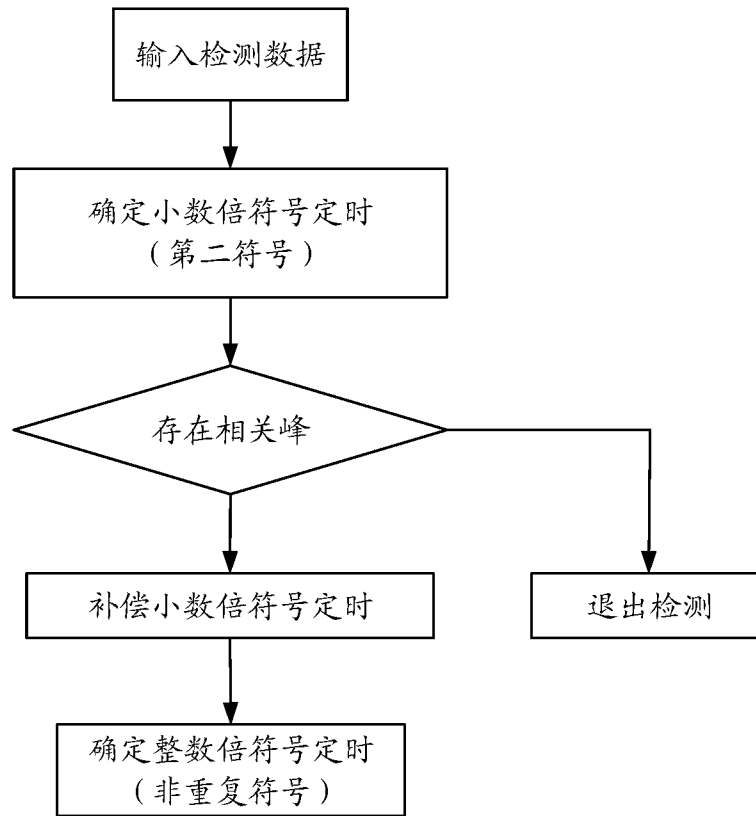 输入检测数据
确定小数倍符号定时
（第二符号）
存在相关峰
补偿小数倍符号定时
退出检测
确定整数倍符号定时
（非重复符号）